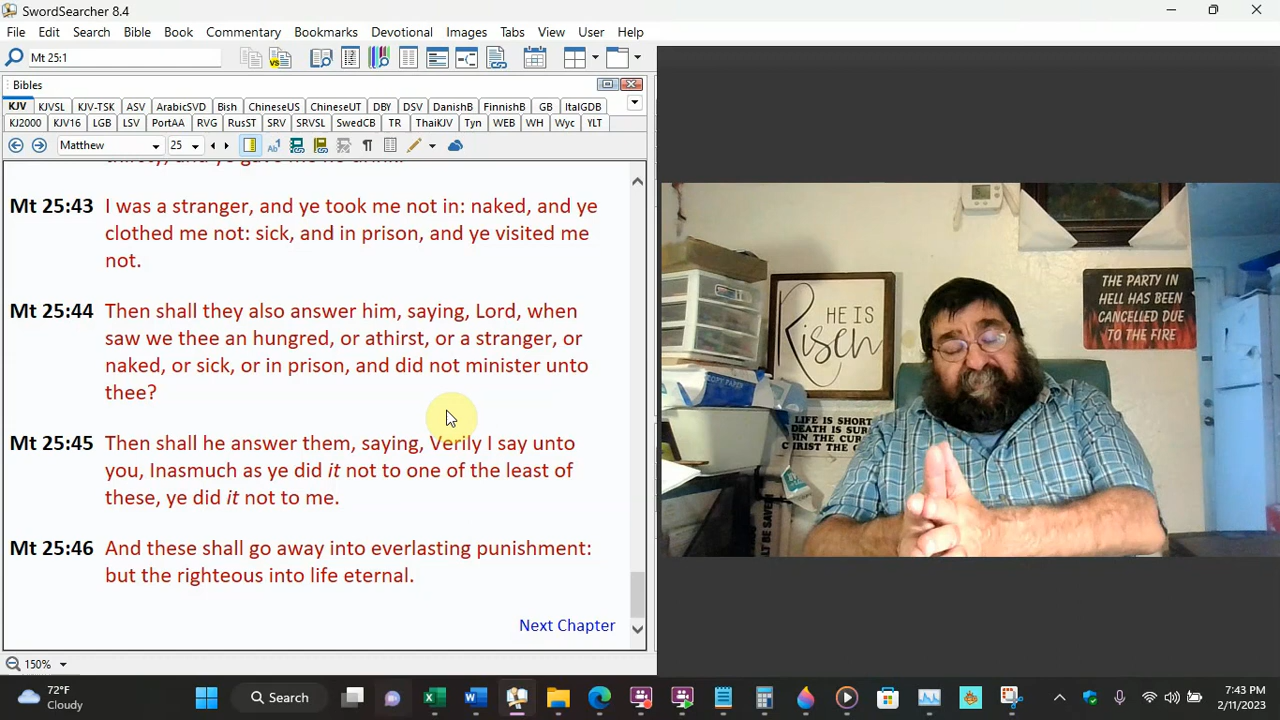 SwordSearcher 8.4
File Edit Search Bible Book Commentary Bookmarks Devotional Images Tabs View User Help
Mt 25:1
Bibles
KJV KJVSL KJV-TSK ASV ArabicSVD Bish ChineseUS ChineseUT DBY DSV DanishB FinnishB GB ItalGDB
KJ2000 KJV16 LGB LSV PortAA RVG RusST SRV SRVSL SwedCB TR ThaiKJV Tyn WEB WH Wyc YLT
Matthew 25
Mt 25:43 I was a stranger, and ye took me not in: naked, and ye
clothed me not: sick, and in prison, and ye visited me
not.
Mt 25:44 Then shall they also answer him, saying, Lord, when
saw we thee an hungred, or athirst, or a stranger, or
naked, or sick, or in prison, and did not minister unto
thee?
Mt 25:45 Then shall he answer them, saying, Verily I say unto
you, Inasmuch as ye did it not to one of the least of
these, ye did it not to me.
Mt 25:46 And these shall go away into everlasting punishment:
but the righteous into life eternal.
Next Chapter
150%
HE IS
Risen
THE PARTY IN
HELL HAS BEEN
CANCELLED DUE
TO THE FIRE
COPY PAPER
LIFE IS SHORT
DEATH IS SUR
SIN THE CUR
CHRIST THE C
72°F
Cloudy
Search
7:43 PM
2/11/2023